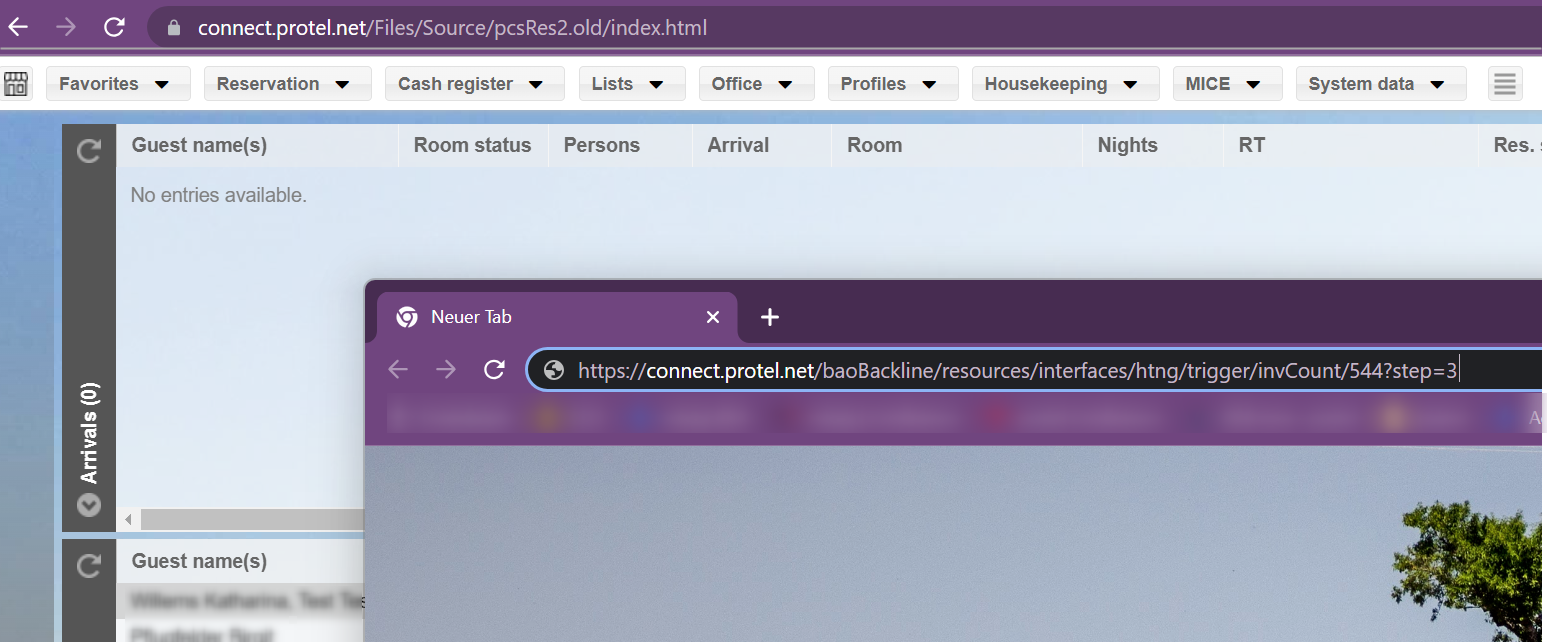 connect.protel.net/Files/Source/pcsRes2.old/index.html
Favorites Reservation Cash register Lists Office Profiles Housekeeping MICE System data
Guest name(s) Room status Persons Arrival Room Nights RT Res.
No entries available.
Arrivals (0)
Neuer Tab
https://connect.protel.net/baoBackline/resources/interfaces/htng/trigger/invCount/544?step=3
Guest name(s)